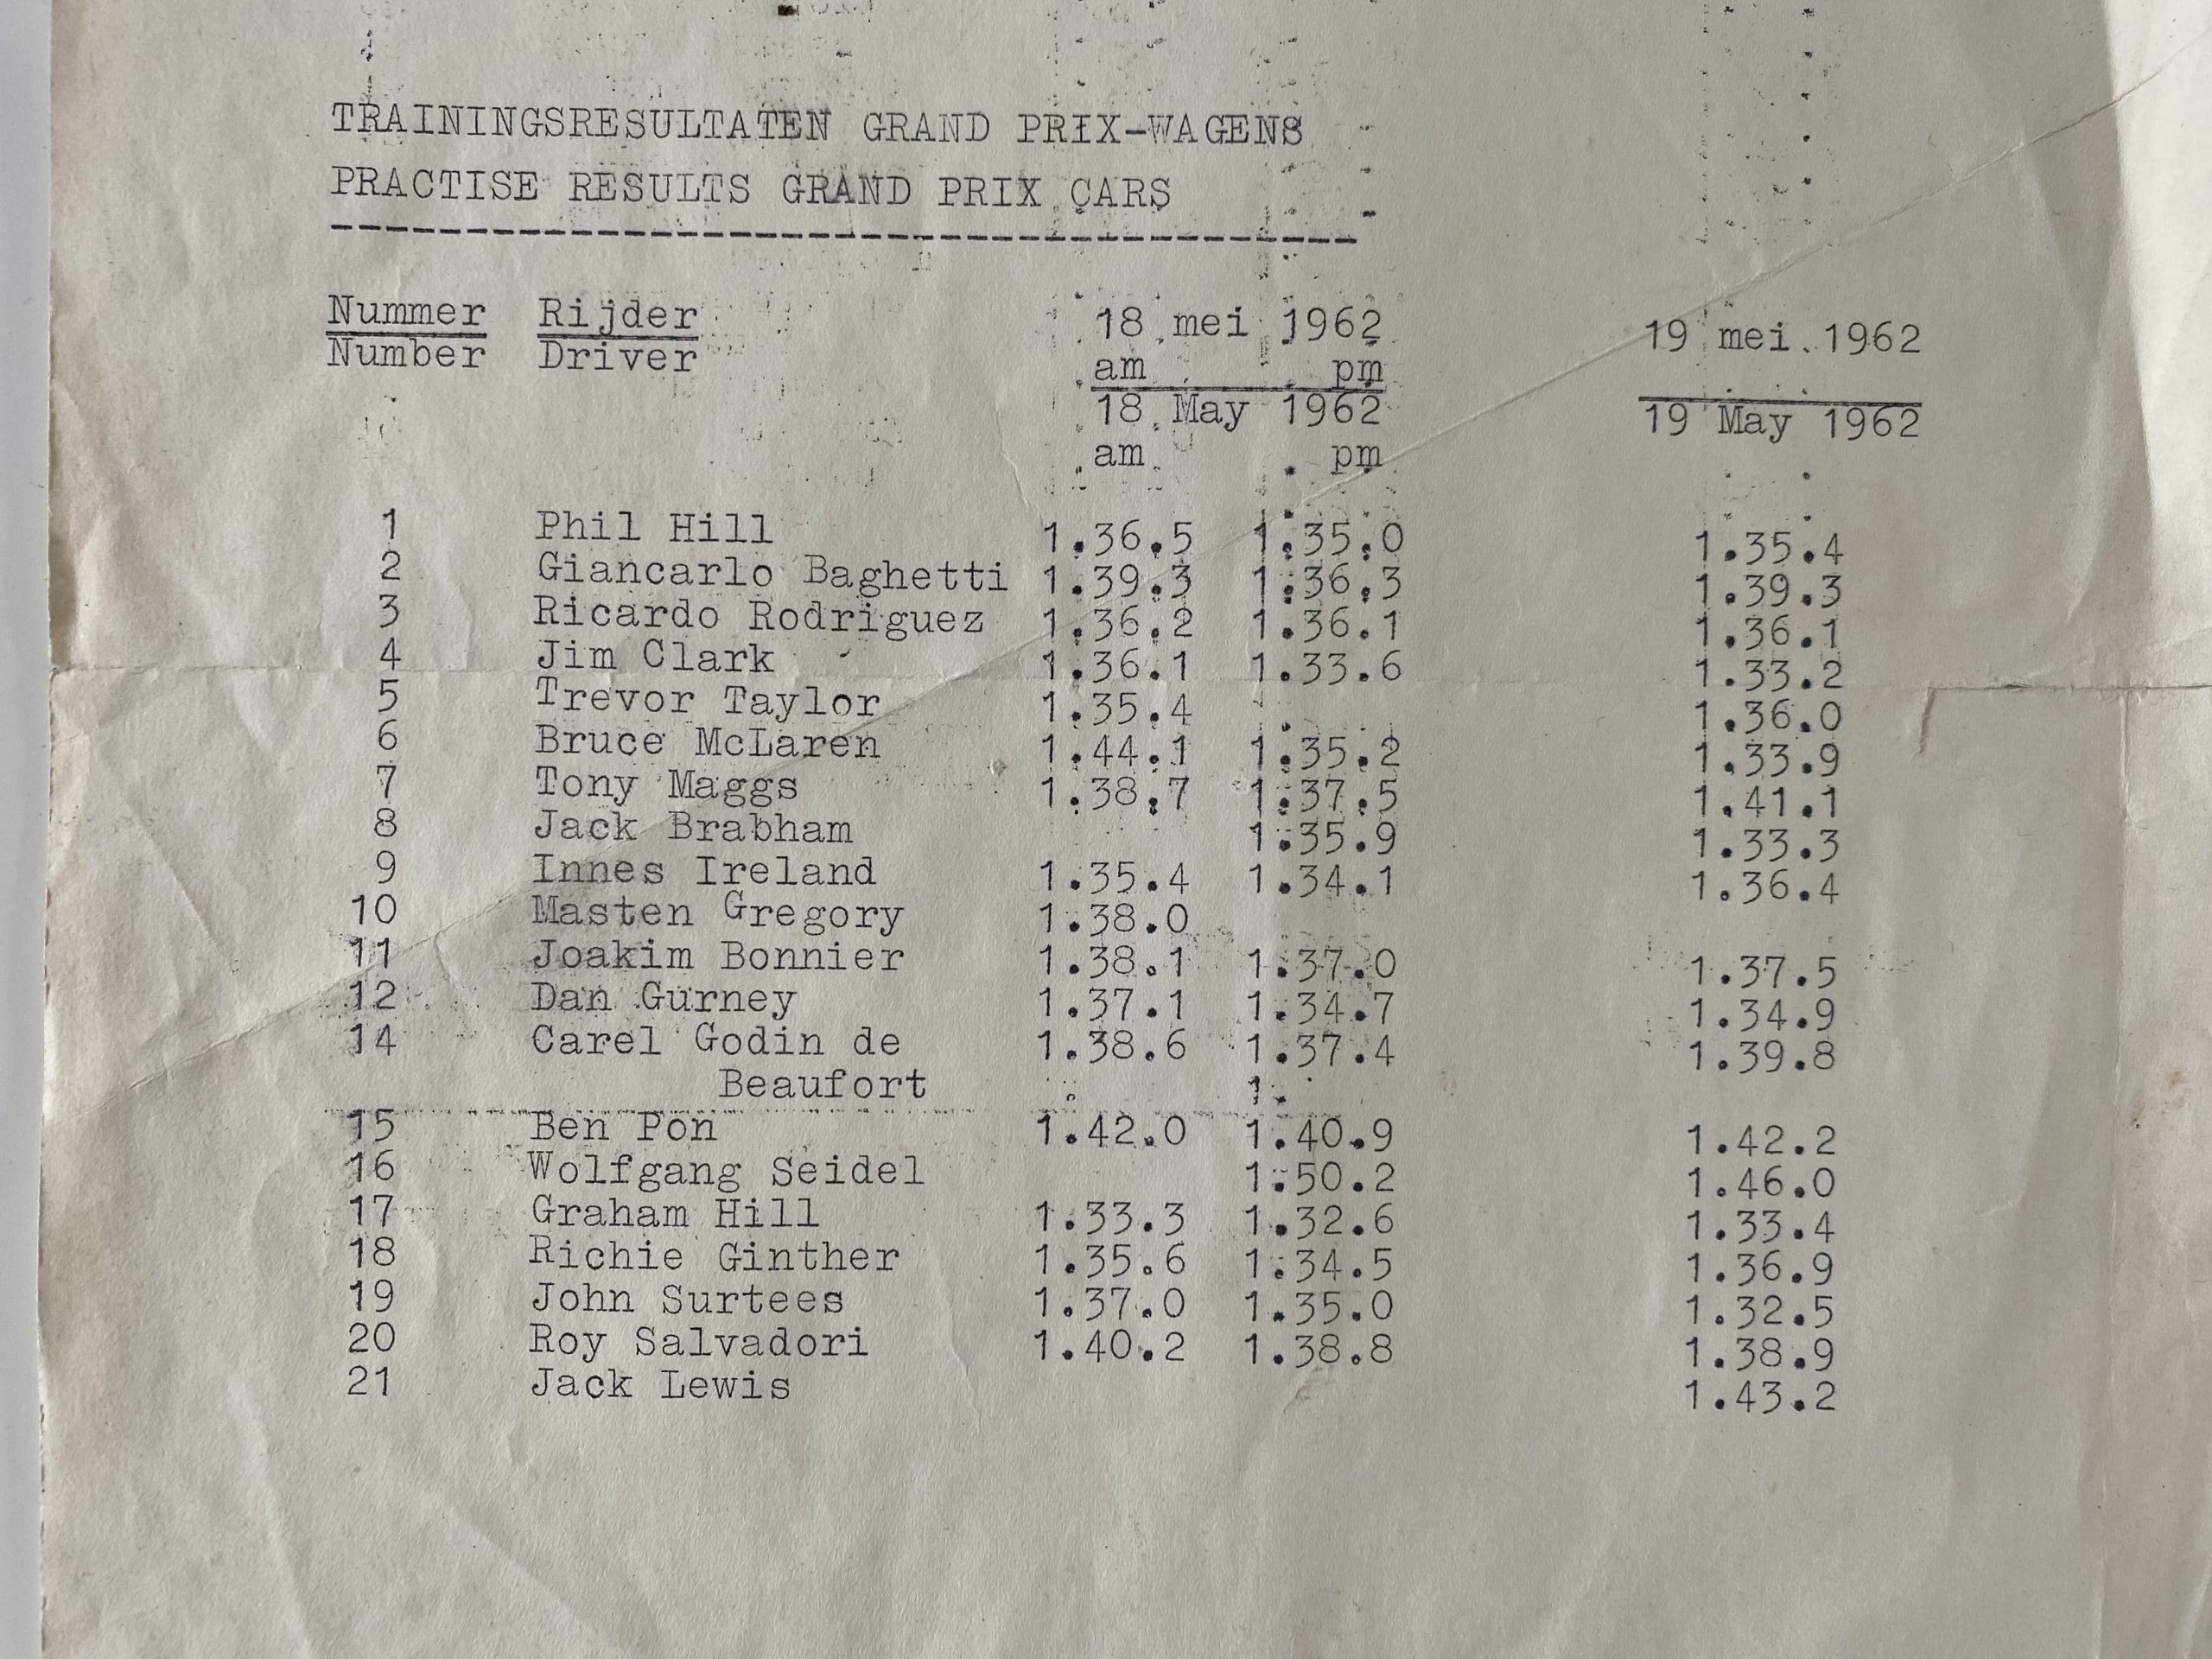 TRAININGSRESULTATEN GRAND PRIX-WAGENS
PRACTISE RESULTS GRAND PRIX CARS
Nummer Rijder 18 mei 1962 19 mei 1962
am pm
Number Driver 18 May 1962 19 May 1962
am pm
1 Phil Hill 1.36.5 1.35.0 1.35.4
2 Giancarlo Baghetti 1.39.3 1.36.3 1.39.3
3 Ricardo Rodriguez 1.36.2 1.36.1 1.36.1
4 Jim Clark 1.36.1 1.33.6 1.33.2
5 Trevor Taylor 1.35.4 1.36.0
6 Bruce McLaren 1.44.1 1.35.2 1.33.9
7 Tony Maggs 1.38.7 1.37.5 1.41.1
8 Jack Brabham 1.35.9 1.33.3
9 Innes Ireland 1.35.4 1.34.1 1.36.4
10 Masten Gregory 1.38.0
11 Joakim Bonnier 1.38.1 1.37.0 1.37.5
12 Dan Gurney 1.37.1 1.34.7 1.34.9
14 Carel Godin de 1.38.6 1.37.4 1.39.8
Beaufort 1.
15 Ben Pon 1.42.0 1.40.9 1.42.2
16 Wolfgang Seidel 1.50.2 1.46.0
17 Graham Hill 1.33.3 1.32.6 1.33.4
18 Richie Ginther 1.35.6 1.34.5 1.36.9
19 John Surtees 1.37.0 1.35.0 1.32.5
20 Roy Salvadori 1.40.2 1.38.8 1.38.9
21 Jack Lewis 1.43.2